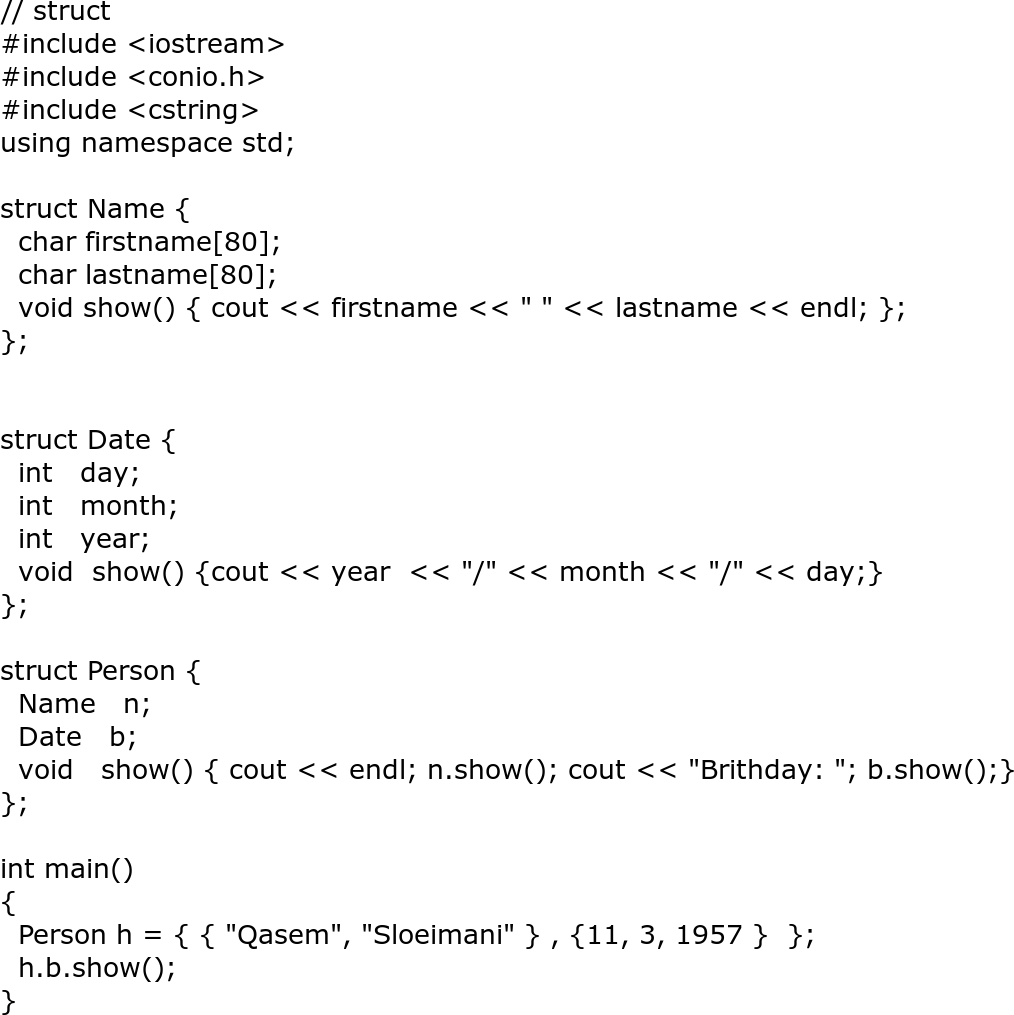 // struct
#include <iostream>
#include <conio.h>
#include <cstring>
using namespace std;
struct Name {
char firstname[80];
char lastname[80];
void show() { cout << firstname << " " << lastname << endl; };
};
struct Date {
int day;
int month;
int year;
void show() {cout << year << "/" << month << "/" << day;}
};
struct Person {
Name n;
Date b;
void show() { cout << endl; n.show(); cout << "Brithday: "; b.show();}
};
int main()
{
Person h = { { "Qasem", "Sloeimani" } , {11, 3, 1957 } };
h.b.show();
}